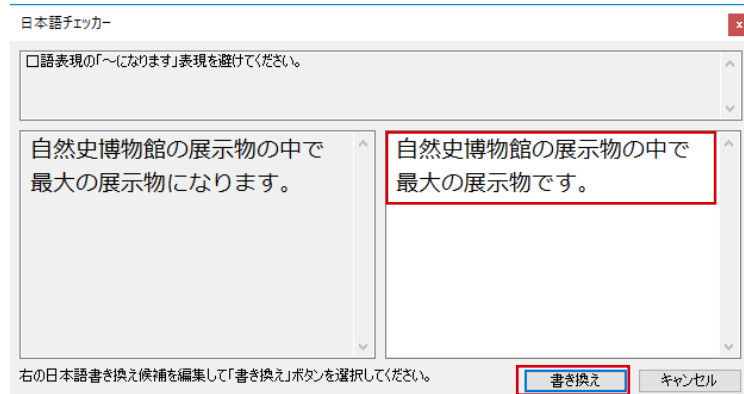 日本語チェッカー
x
口語表現の「～になります」表現を避けてください。
自然史博物館の展示物の中で
最大の展示物になります。
自然史博物館の展示物の中で
最大の展示物です。
右の日本語書き換え候補を編集して「書き換え」ボタンを選択してください。
書き換え
キャンセル